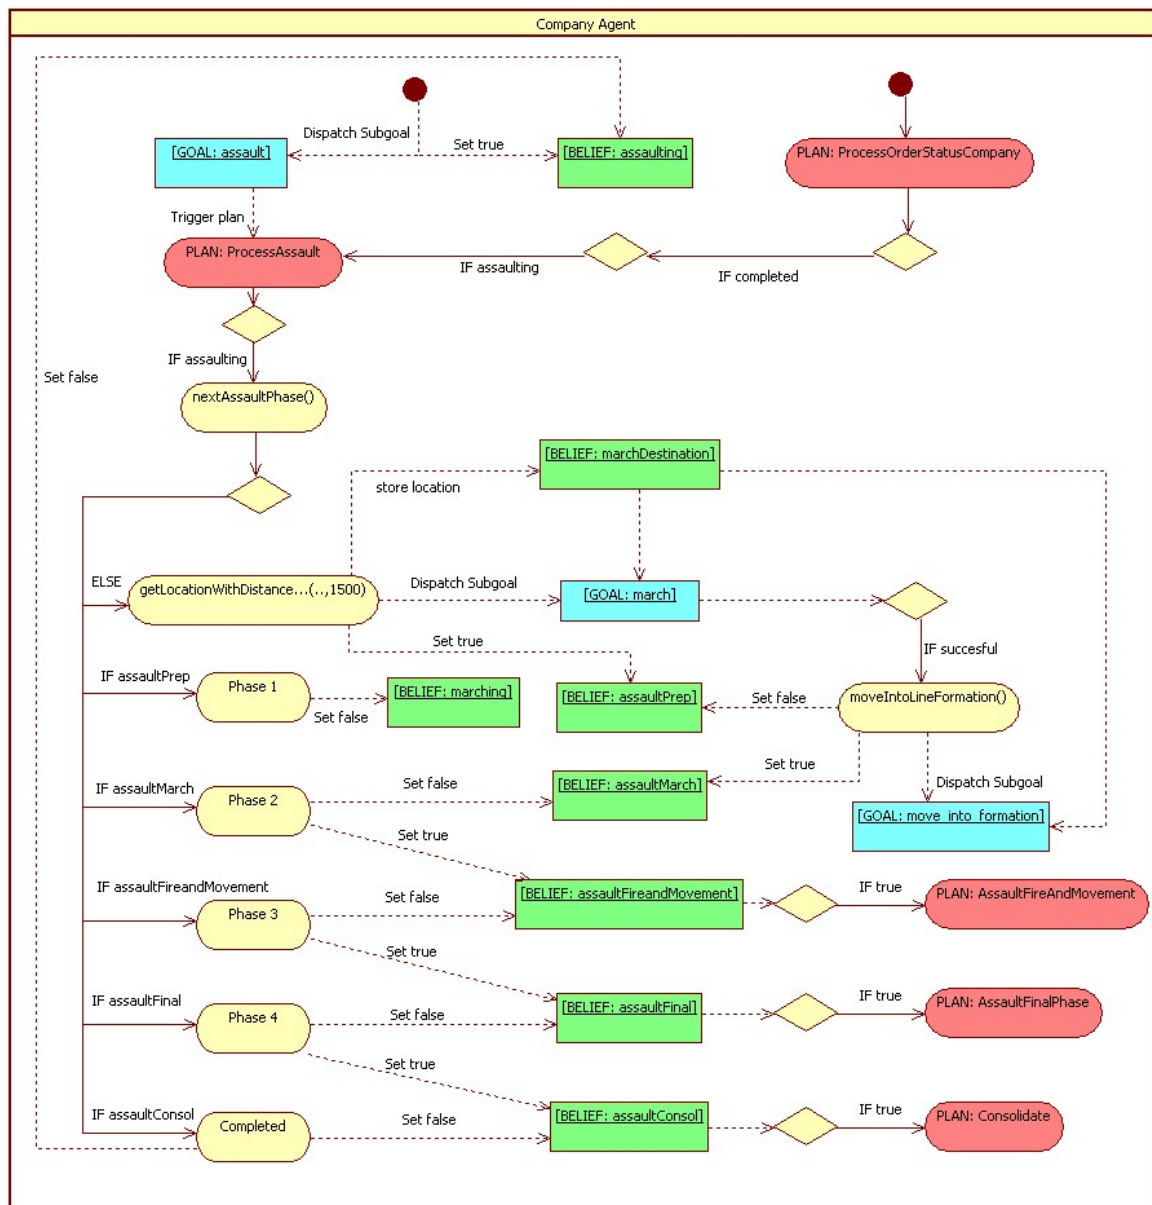 Company Agent
Dispatch Subgoal
[GOAL: assault]
Set true
[BELIEF: assaulting]
PLAN: ProcessOrderStatusCompany
Trigger plan
PLAN: ProcessAssault
IF assaulting
IF completed
IF assaulting
Set false
nextAssaultPhase()
[BELIEF: marchDestination]
store location
ELSE
getLocationWithDistance...(..,1500)
Dispatch Subgoal
[GOAL: march]
Set true
IF succesful
IF assaultPrep
Phase 1
[BELIEF: marching]
Set false
[BELIEF: assaultPrep]
Set false
moveIntoLineFormation()
Set true
IF assaultMarch
Phase 2
Set false
[BELIEF: assaultMarch]
Dispatch Subgoal
[GOAL: move_into_formation]
Set true
IF assaultFireandMovement
Phase 3
Set false
[BELIEF: assaultFireandMovement]
IF true
PLAN: AssaultFireAndMovement
Set true
IF assaultFinal
Phase 4
Set false
[BELIEF: assaultFinal]
IF true
PLAN: AssaultFinalPhase
Set true
IF assaultConsol
Completed
Set false
[BELIEF: assaultConsol]
IF true
PLAN: Consolidate